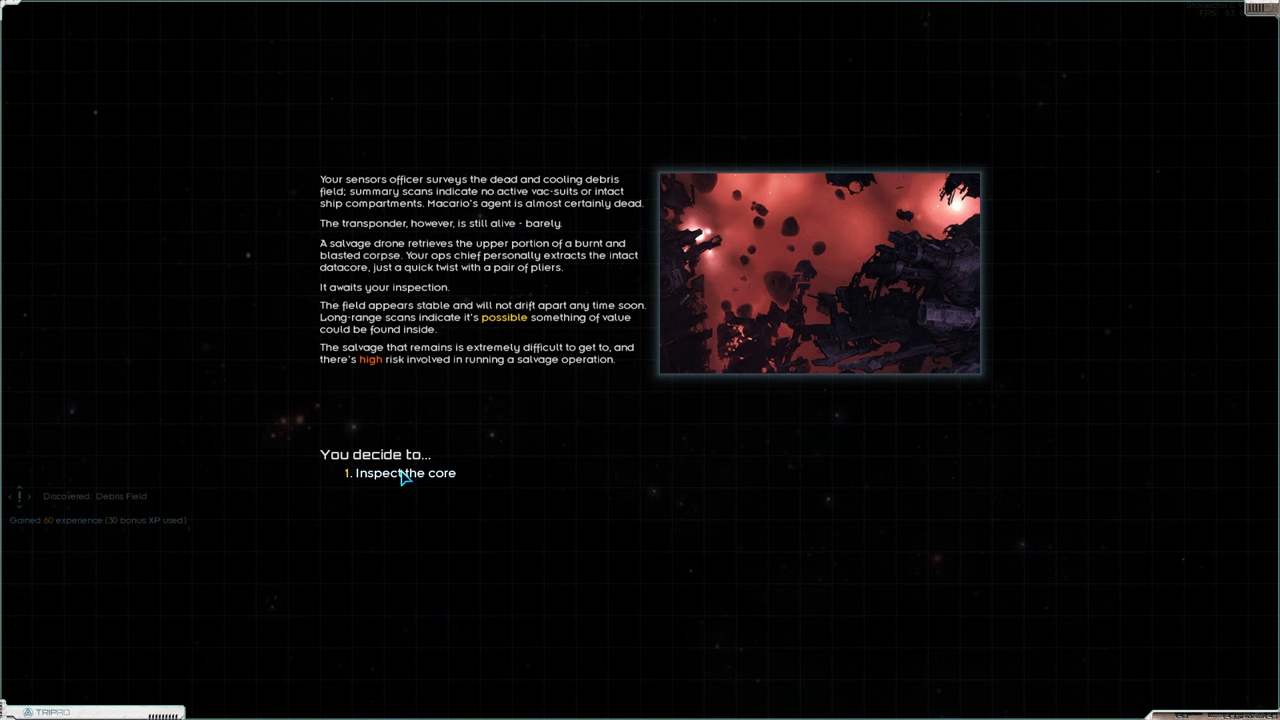 Your sensors officer surveys the dead and cooling debris
field; summary scans indicate no active vac-suits or intact
ship compartments. Macario's agent is almost certainly dead.
The transponder, however, is still alive - barely.
A salvage drone retrieves the upper portion of a burnt and
blasted corpse. Your ops chief personally extracts the intact
datacore, just a quick twist with a pair of pliers.
It awaits your inspection.
The field appears stable and will not drift apart any time soon.
Long-range scans indicate it's possible something of value
could be found inside.
The salvage that remains is extremely difficult to get to, and
there's high risk involved in running a salvage operation.
You decide to...
1. Inspect the core
Discovered: Debris Field
Gained 60 experience (30 bonus XP used)
TRIPAD